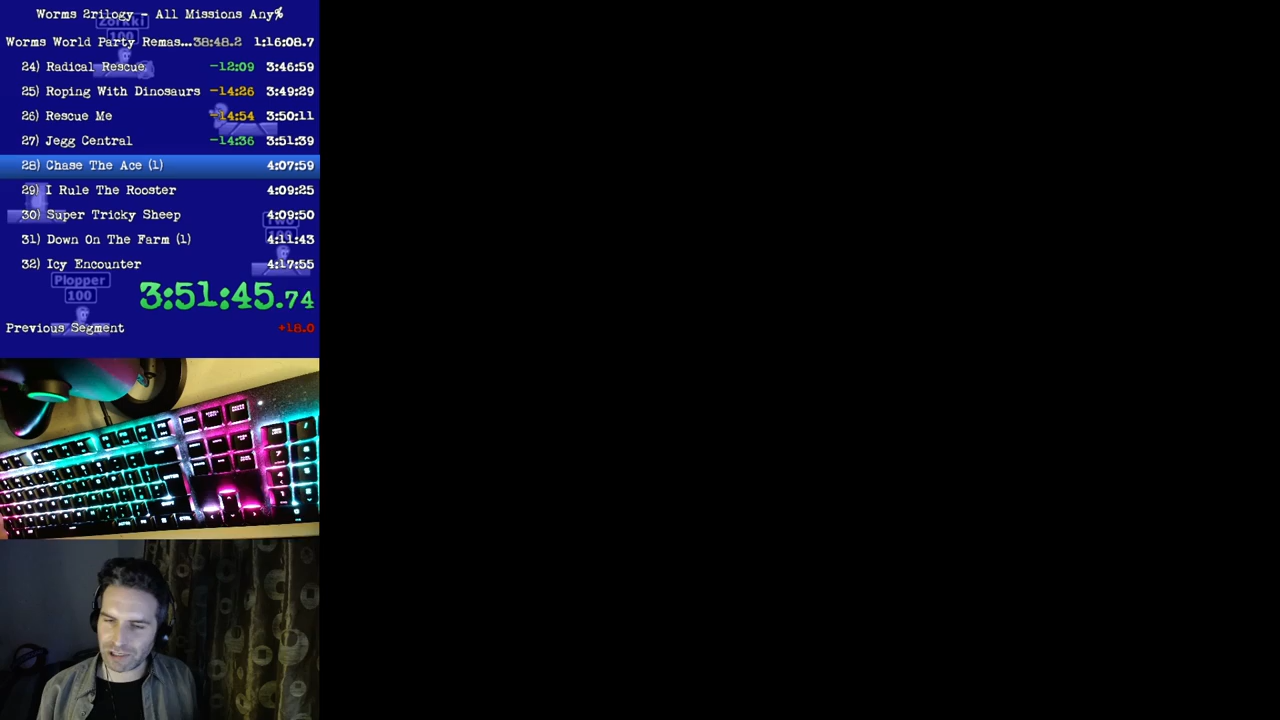 Worms 2rilogy - All Missions Any%
Zorkki
100
Worms World Party Remas...38:48.2 1:16:08.7
24) Radical Rescue -12:09 3:46:59
25) Roping With Dinosaurs -14:26 3:49:29
26) Rescue Me -14:54 3:50:11
27) Jegg Central -14:36 3:51:39
28) Chase The Ace (1) 4:07:59
29) I Rule The Rooster 4:09:25
30) Super Tricky Sheep 4:09:50
Two
100
31) Down On The Farm (1) 4:11:43
32) Icy Encounter 4:17:55
Plopper
100
3:51:45.74
Previous Segment +18.0